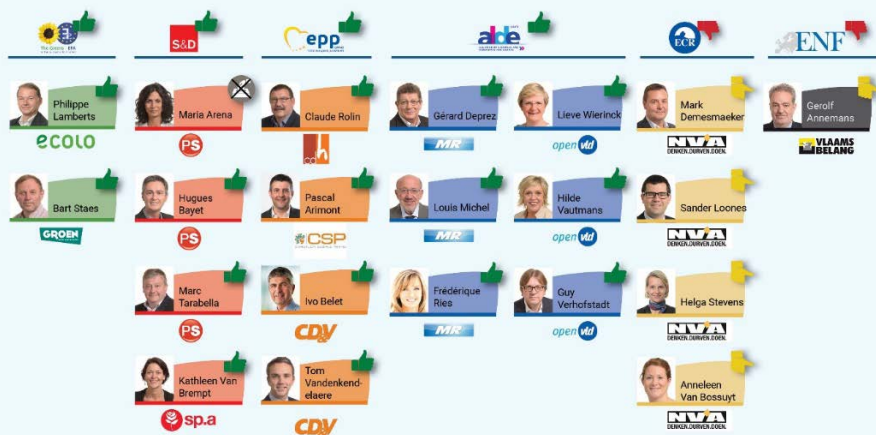 The Greens | EFA
S&D
epp
alde
ECR
ENF
Philippe
Lamberts
ecolo
Maria Arena
PS
Claude Rolin
cdh
Gérard Deprez
MR
Lieve Wierinck
open vld
Mark
Demesmaeker
N-VA
DENKEN.DURVEN.DOEN.
Gerolf
Annemans
VLAAMS
BELANG
Bart Staes
GROEN
Hugues
Bayet
PS
Pascal
Arimont
CSP
Louis Michel
MR
Hilde
Vautmans
open vld
Sander Loones
N-VA
DENKEN.DURVEN.DOEN.
Marc
Tarabella
PS
Ivo Belet
CD&V
Frédérique
Ries
MR
Guy
Verhofstadt
open vld
Helga Stevens
N-VA
DENKEN.DURVEN.DOEN.
Kathleen Van
Brempt
sp.a
Tom
Vandenkend-
elaere
CD&V
Anneleen
Van Bossuyt
N-VA
DENKEN.DURVEN.DOEN.